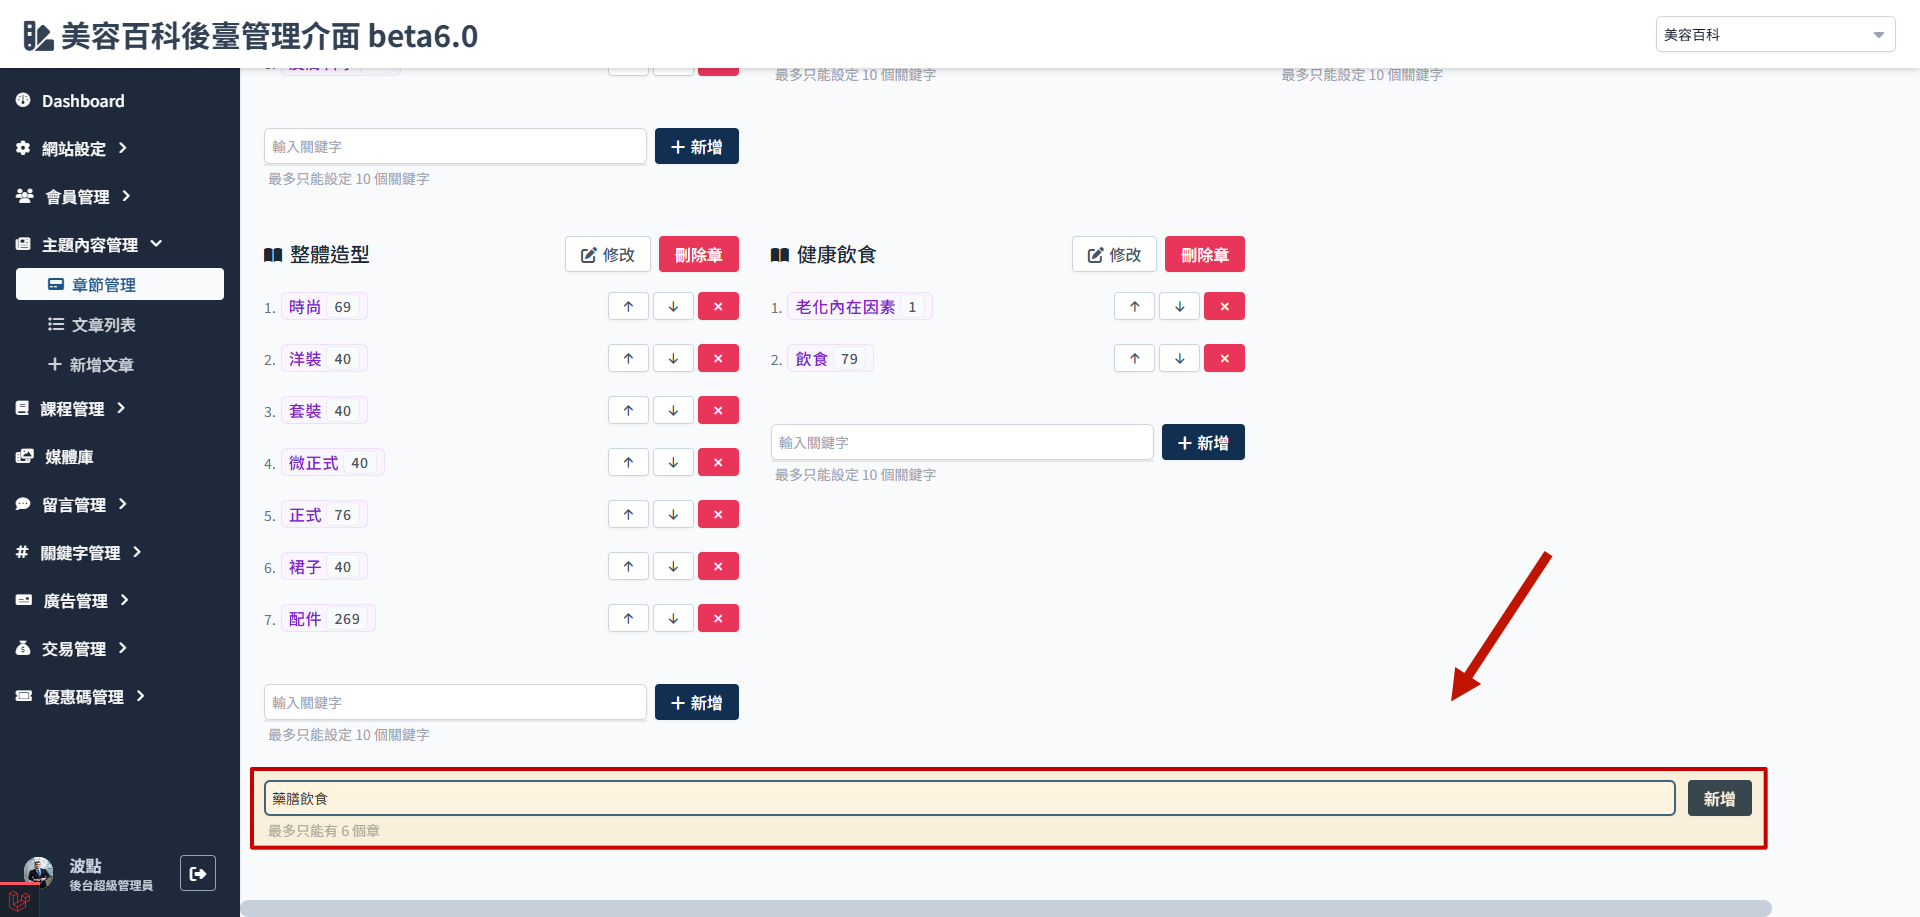 美容百科後臺管理介面 beta6.0
美容百科
Dashboard
網站設定
會員管理
主題內容管理
章節管理
文章列表
新增文章
課程管理
媒體庫
留言管理
關鍵字管理
廣告管理
交易管理
優惠碼管理
波點
後台超級管理員
最多只能設定 10 個關鍵字
最多只能設定 10 個關鍵字
輸入關鍵字
新增
最多只能設定 10 個關鍵字
整體造型
修改
刪除章
1. 時尚 69
2. 洋裝 40
3. 套裝 40
4. 微正式 40
5. 正式 76
6. 裙子 40
7. 配件 269
輸入關鍵字
新增
最多只能設定 10 個關鍵字
健康飲食
修改
刪除章
1. 老化內在因素 1
2. 飲食 79
輸入關鍵字
新增
最多只能設定 10 個關鍵字
藥膳飲食
新增
最多只能有 6 個章